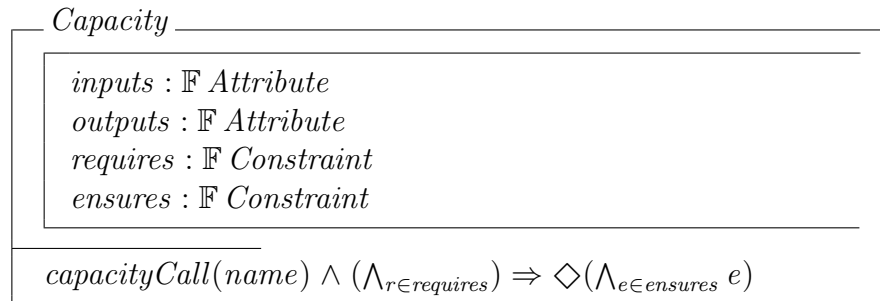 Capacity
inputs : 𝔽 Attribute
outputs : 𝔽 Attribute
requires : 𝔽 Constraint
ensures : 𝔽 Constraint
capacityCall(name) ∧ (⋀r∈requires) ⇒ ◇(⋀e∈ensures e)